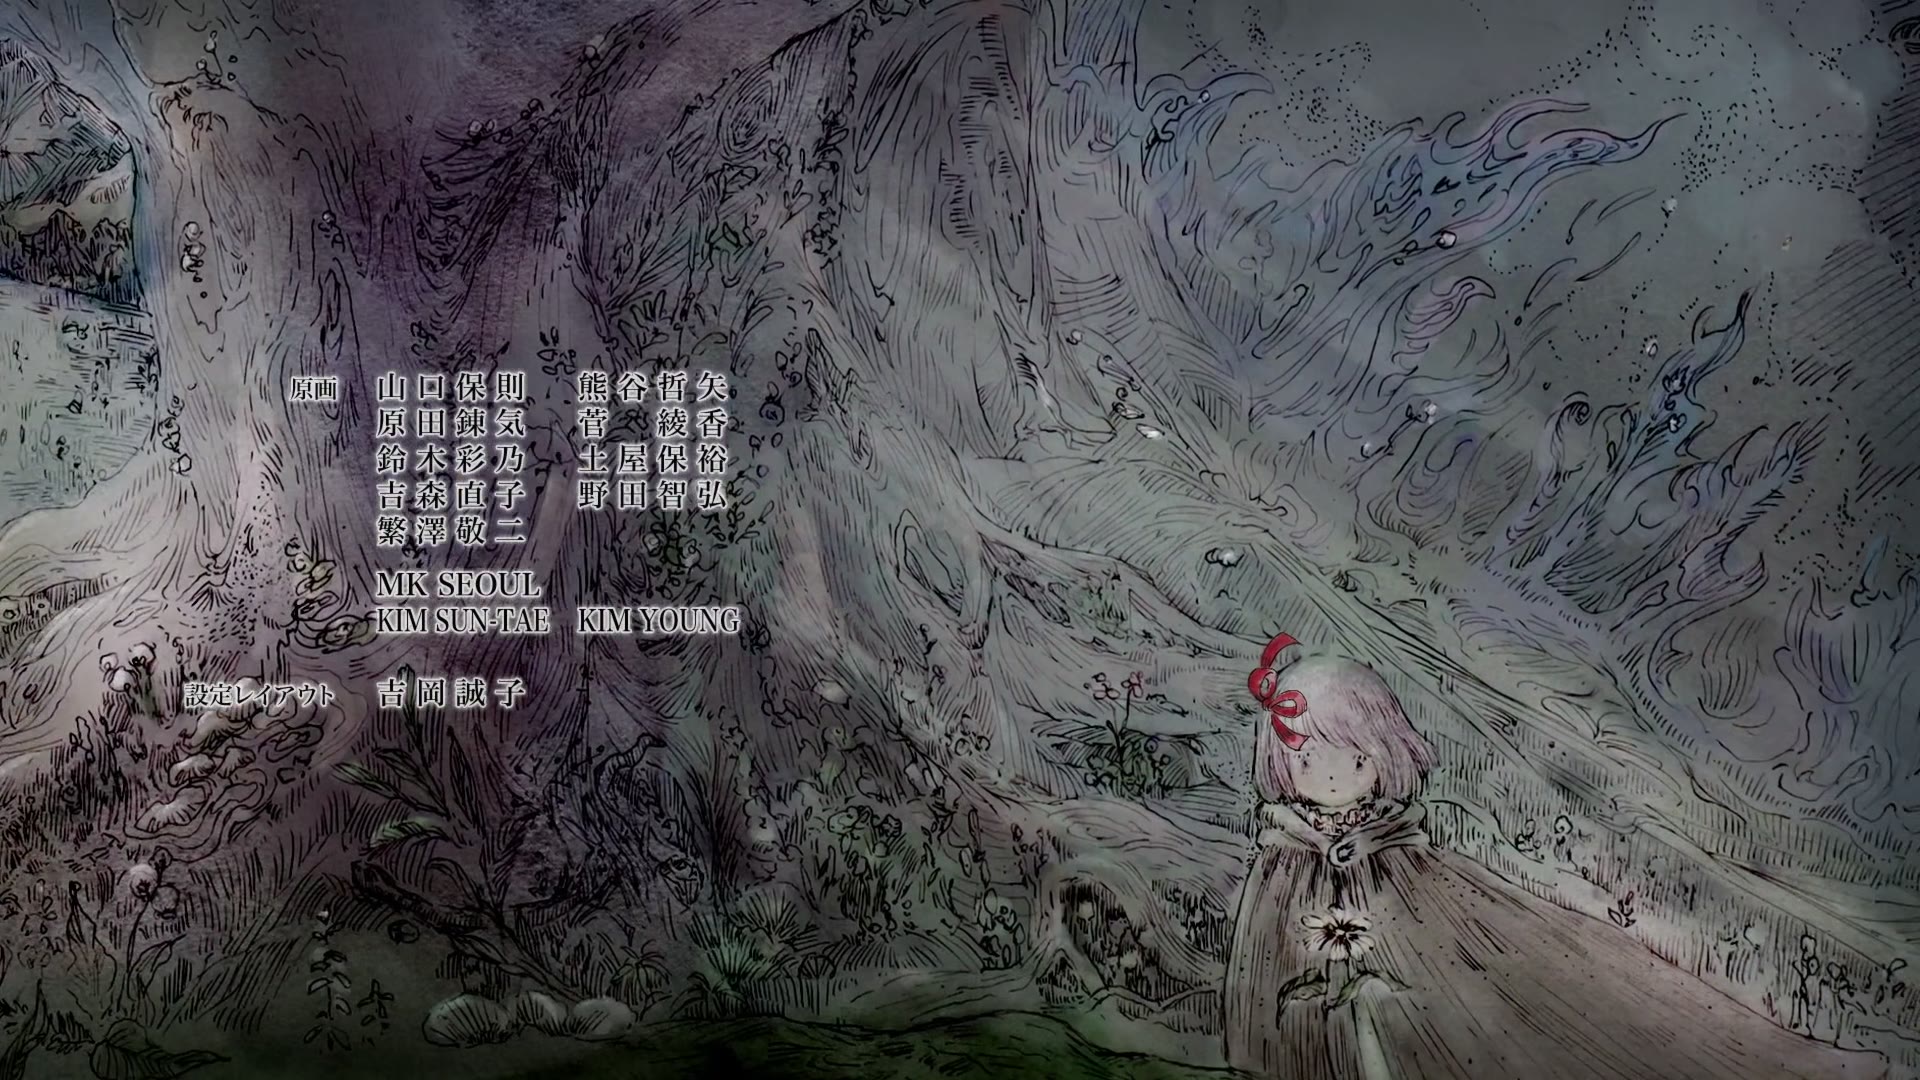 原画 山口保則 熊谷哲矢
原田錬気 菅 綾香
鈴木彩乃 土屋保裕
吉森直子 野田智弘
繁澤敬二
MK SEOUL
KIM SUN-TAE KIM YOUNG
設定レイアウト 吉岡誠子